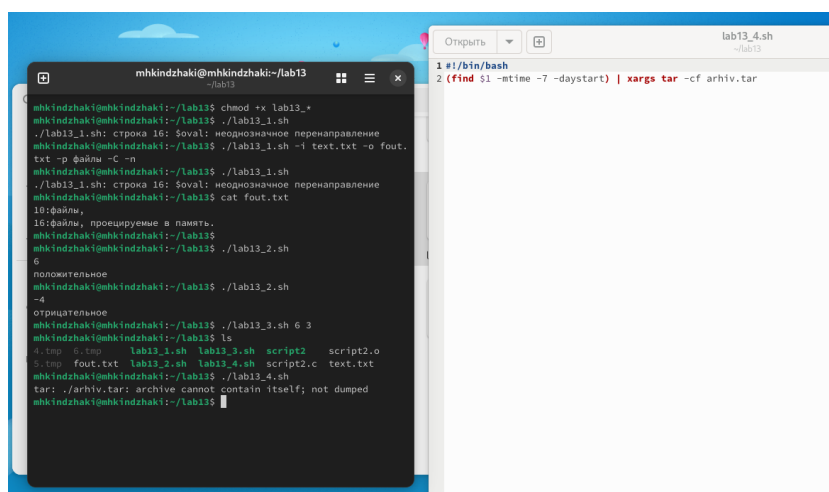 mhkindzhaki@mhkindzhaki:~/lab13
~/lab13
mhkindzhaki@mhkindzhaki:~/lab13$ chmod +x lab13_*
mhkindzhaki@mhkindzhaki:~/lab13$ ./lab13_1.sh
./lab13_1.sh: строка 16: $oval: неоднозначное перенаправление
mhkindzhaki@mhkindzhaki:~/lab13$ ./lab13_1.sh -i text.txt -o fout.
txt -p файлы -C -n
mhkindzhaki@mhkindzhaki:~/lab13$ ./lab13_1.sh
./lab13_1.sh: строка 16: $oval: неоднозначное перенаправление
mhkindzhaki@mhkindzhaki:~/lab13$ cat fout.txt
10:файлы,
16:файлы, проецируемые в память.
mhkindzhaki@mhkindzhaki:~/lab13$
mhkindzhaki@mhkindzhaki:~/lab13$ ./lab13_2.sh
6
положительное
mhkindzhaki@mhkindzhaki:~/lab13$ ./lab13_2.sh
-4
отрицательное
mhkindzhaki@mhkindzhaki:~/lab13$ ./lab13_3.sh 6 3
mhkindzhaki@mhkindzhaki:~/lab13$ ls
4.tmp 6.tmp lab13_1.sh lab13_3.sh script2 script2.o
5.tmp fout.txt lab13_2.sh lab13_4.sh script2.c text.txt
mhkindzhaki@mhkindzhaki:~/lab13$ ./lab13_4.sh
tar: ./arhiv.tar: archive cannot contain itself; not dumped
mhkindzhaki@mhkindzhaki:~/lab13$
Открыть
lab13_4.sh
~/lab13
1 #!/bin/bash
2 (find $1 -mtime -7 -daystart) | xargs tar -cf arhiv.tar